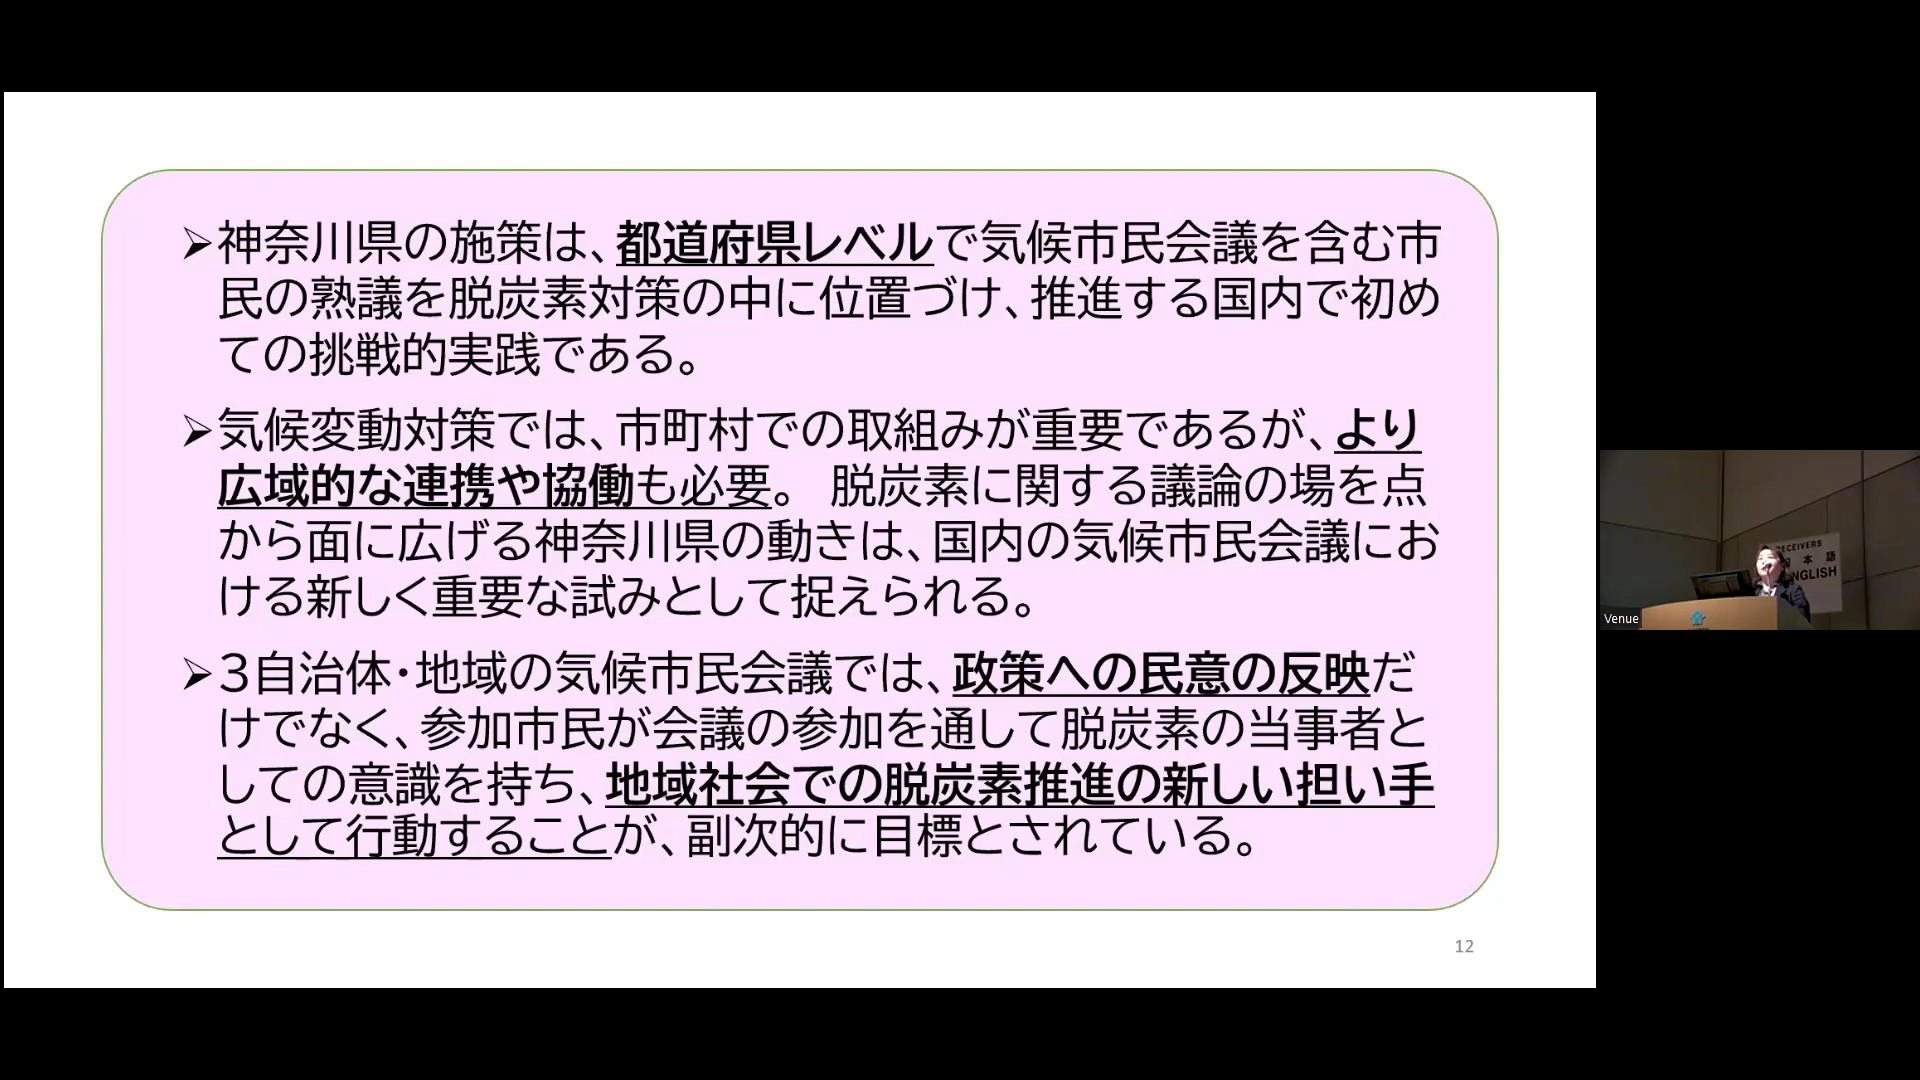 ➢神奈川県の施策は、都道府県レベルで気候市民会議を含む市
民の熟議を脱炭素対策の中に位置づけ、推進する国内で初め
ての挑戦的実践である。
➢気候変動対策では、市町村での取組みが重要であるが、より
広域的な連携や協働も必要。 脱炭素に関する議論の場を点
から面に広げる神奈川県の動きは、国内の気候市民会議にお
ける新しく重要な試みとして捉えられる。
➢３自治体・地域の気候市民会議では、政策への民意の反映だ
けでなく、参加市民が会議の参加を通して脱炭素の当事者と
しての意識を持ち、地域社会での脱炭素推進の新しい担い手
として行動することが、副次的に目標とされている。
12
RECEIVERS
本 語
NGLISH
Venue